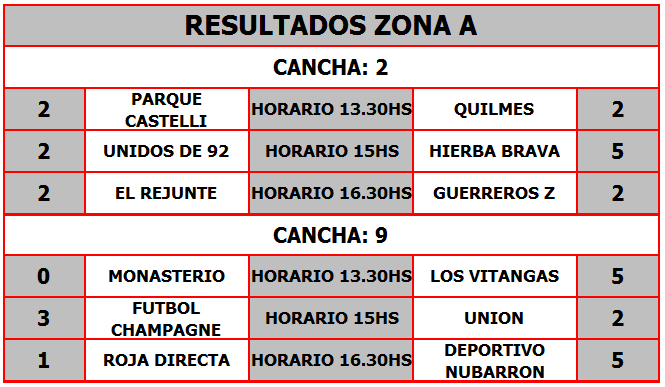 RESULTADOS ZONA A
CANCHA: 2
2 PARQUE CASTELLI HORARIO 13.30HS QUILMES 2
2 UNIDOS DE 92 HORARIO 15HS HIERBA BRAVA 5
2 EL REJUNTE HORARIO 16.30HS GUERREROS Z 2
CANCHA: 9
0 MONASTERIO HORARIO 13.30HS LOS VITANGAS 5
3 FUTBOL CHAMPAGNE HORARIO 15HS UNION 2
1 ROJA DIRECTA HORARIO 16.30HS DEPORTIVO NUBARRON 5